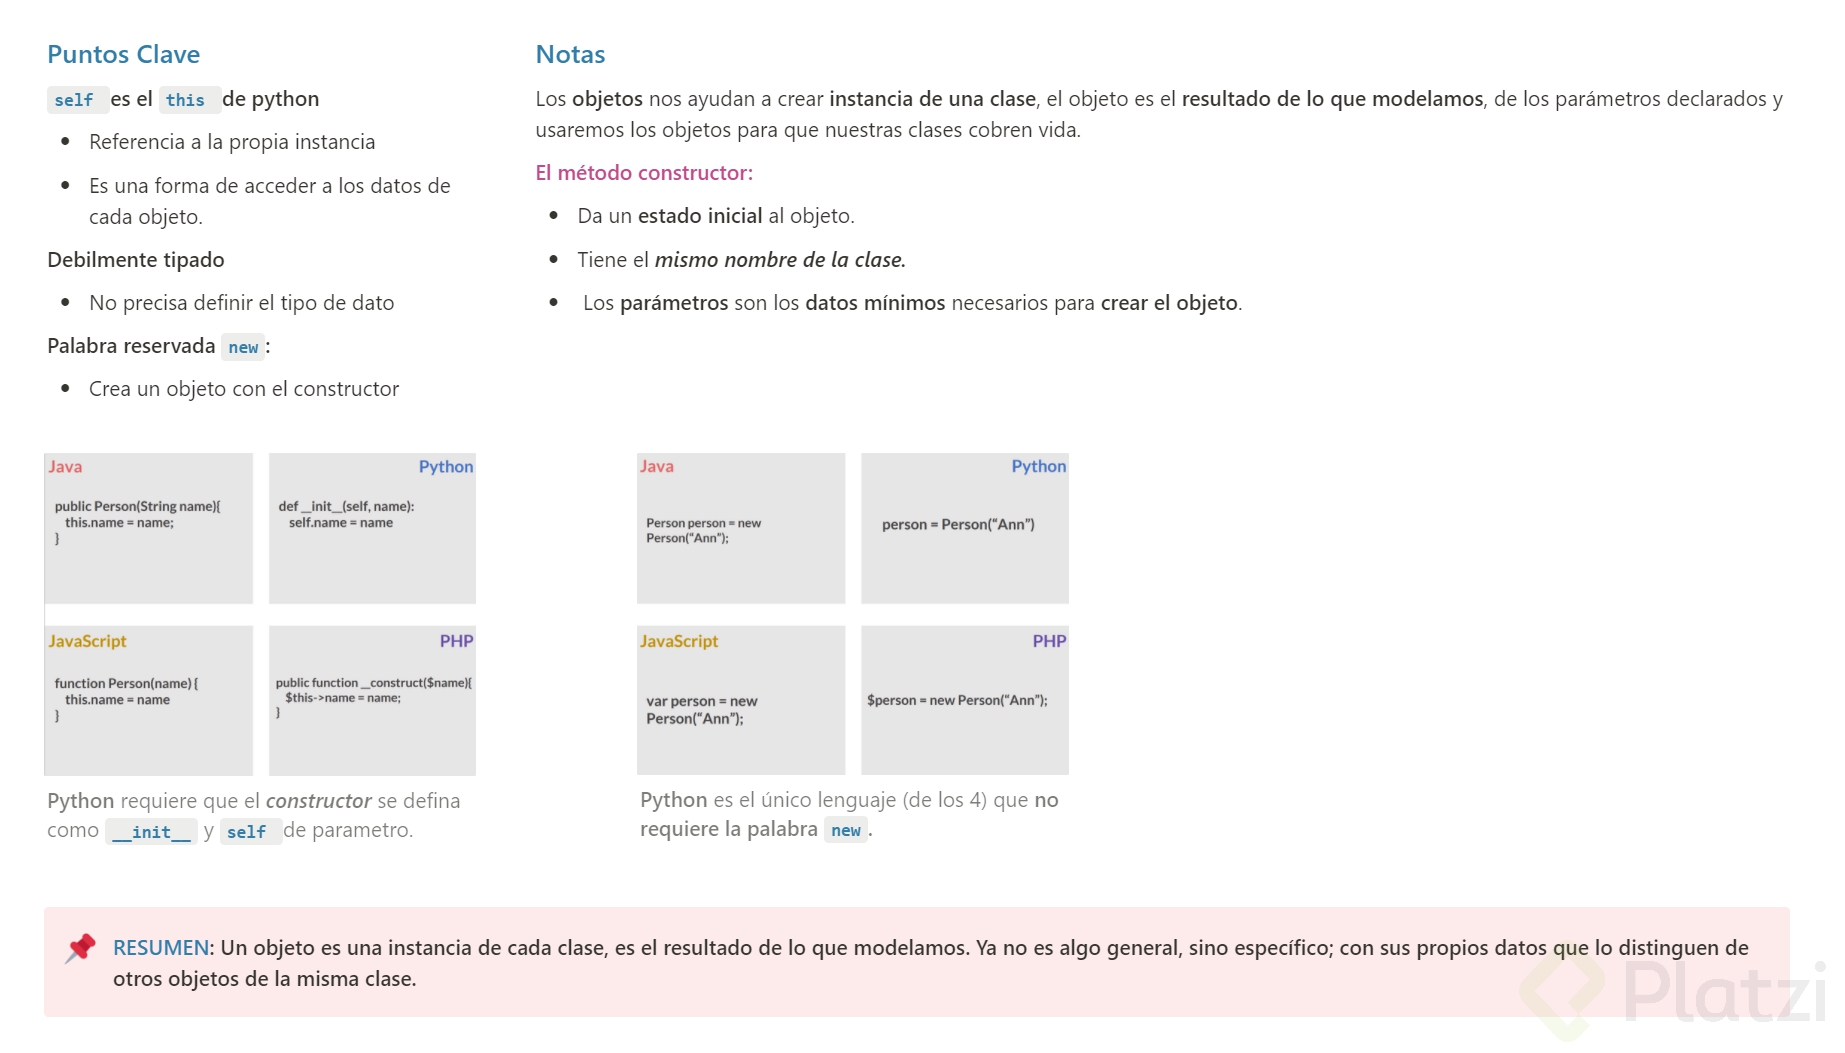 Puntos Clave
self es el this de python
• Referencia a la propia instancia
• Es una forma de acceder a los datos de
cada objeto.
Debilmente tipado
• No precisa definir el tipo de dato
Palabra reservada new :
• Crea un objeto con el constructor
Notas
Los objetos nos ayudan a crear instancia de una clase, el objeto es el resultado de lo que modelamos, de los parámetros declarados y
usaremos los objetos para que nuestras clases cobren vida.
El método constructor:
• Da un estado inicial al objeto.
• Tiene el mismo nombre de la clase.
• Los parámetros son los datos mínimos necesarios para crear el objeto.
Java
public Person(String name){
this.name = name;
}
Python
def __init__(self, name):
self.name = name
JavaScript
function Person(name) {
this.name = name
}
PHP
public function __construct($name){
$this->name = name;
}
Python requiere que el constructor se defina
como __init__ y self de parametro.
Java
Person person = new
Person(“Ann”);
Python
person = Person(“Ann”)
JavaScript
var person = new
Person(“Ann”);
PHP
$person = new Person(“Ann”);
Python es el único lenguaje (de los 4) que no
requiere la palabra new .
RESUMEN: Un objeto es una instancia de cada clase, es el resultado de lo que modelamos. Ya no es algo general, sino específico; con sus propios datos que lo distinguen de
otros objetos de la misma clase.
Platzi